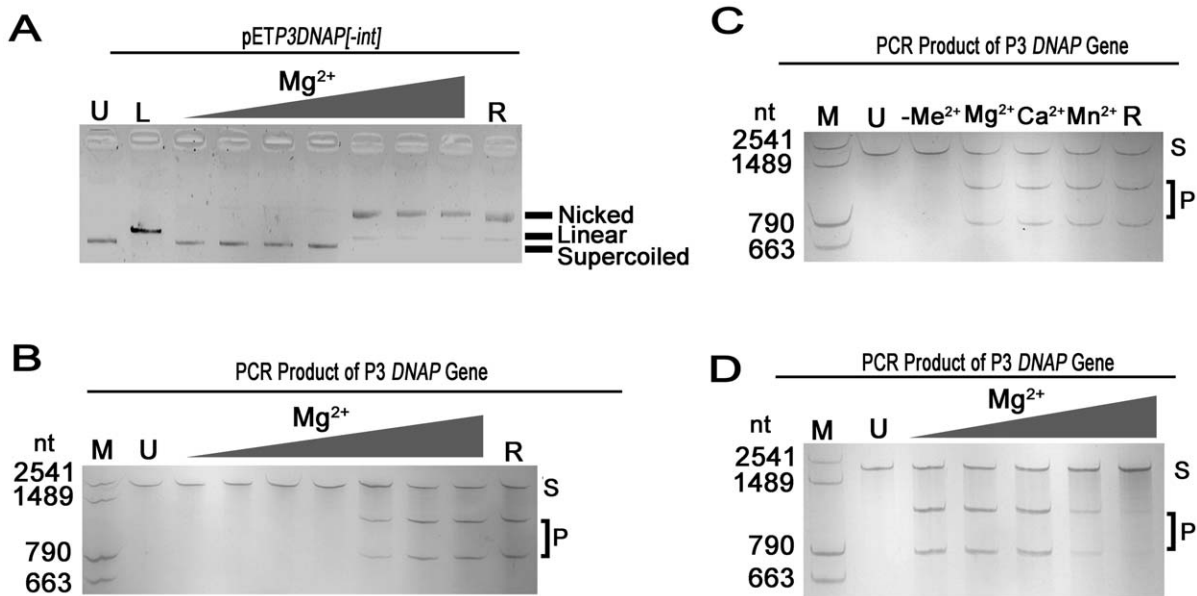 A
pETP3DNAP[-int]
Mg²⁺
U L R
Nicked
Linear
Supercoiled
B
PCR Product of P3 DNAP Gene
Mg²⁺
nt M U R
2541
1489
790
663
S
P
C
PCR Product of P3 DNAP Gene
nt M U -Me²⁺ Mg²⁺ Ca²⁺ Mn²⁺ R
2541
1489
790
663
S
P
D
PCR Product of P3 DNAP Gene
Mg²⁺
nt M U
2541
1489
790
663
S
P